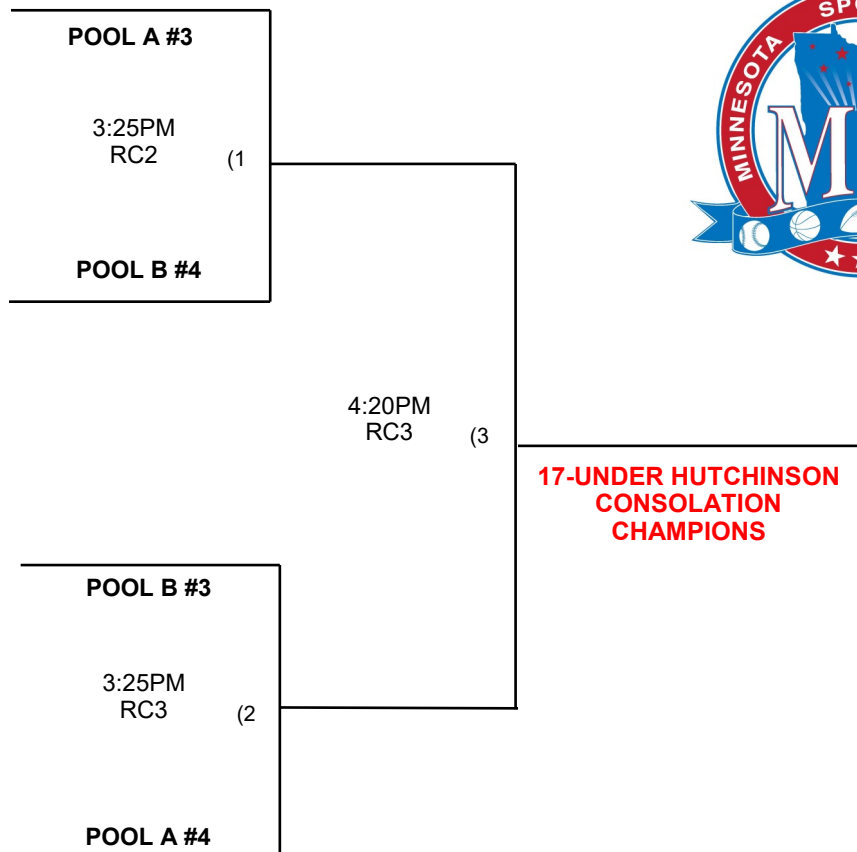 POOL A #3
3:25PM
RC2 (1
POOL B #4
4:20PM
RC3 (3
17-UNDER HUTCHINSON
CONSOLATION
CHAMPIONS
POOL B #3
3:25PM
RC3 (2
POOL A #4
MINNESOTA
M